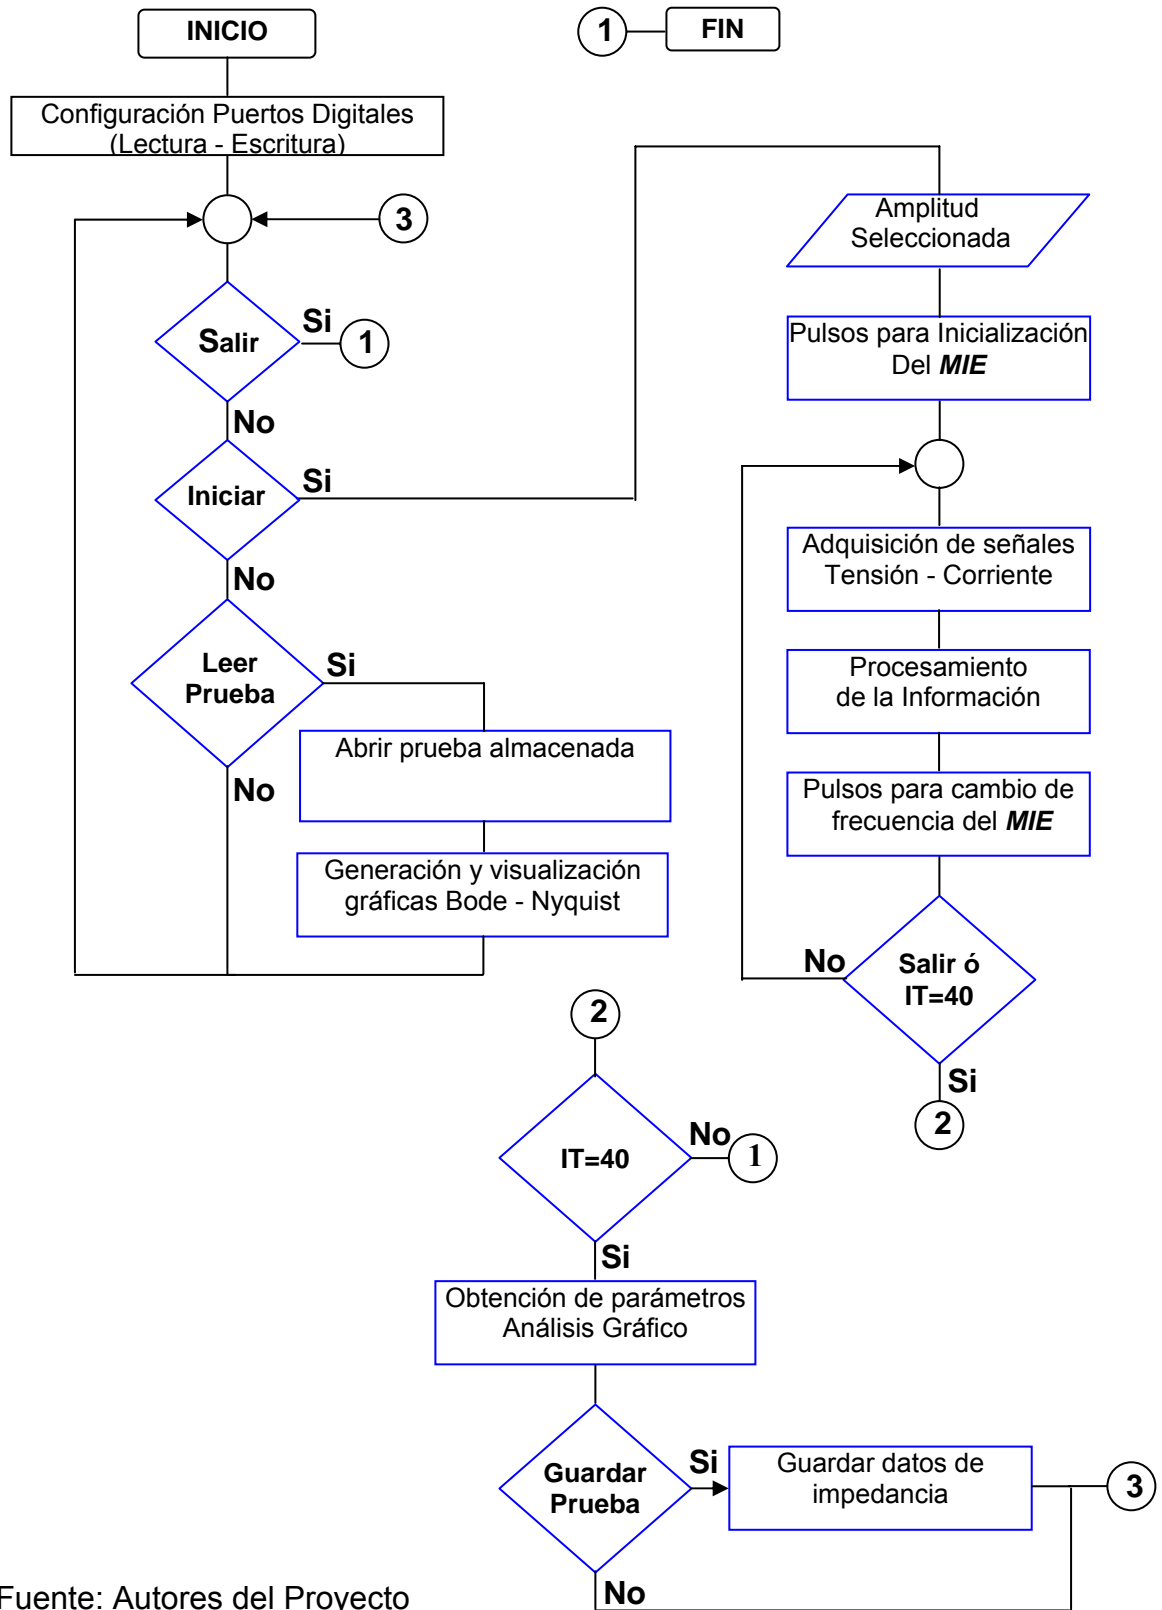 INICIO
1
FIN
Configuración Puertos Digitales
(Lectura - Escritura)
3
Salir
Si
1
No
Iniciar
Si
No
Leer
Prueba
Si
No
Abrir prueba almacenada
Generación y visualización
gráficas Bode - Nyquist
Amplitud
Seleccionada
Pulsos para Inicialización
Del MIE
Adquisición de señales
Tensión - Corriente
Procesamiento
de la Información
Pulsos para cambio de
frecuencia del MIE
No
Salir ó
IT=40
Si
2
2
IT=40
No
1
Si
Obtención de parámetros
Análisis Gráfico
Guardar
Prueba
Si
Guardar datos de
impedancia
3
No
Fuente: Autores del Proyecto